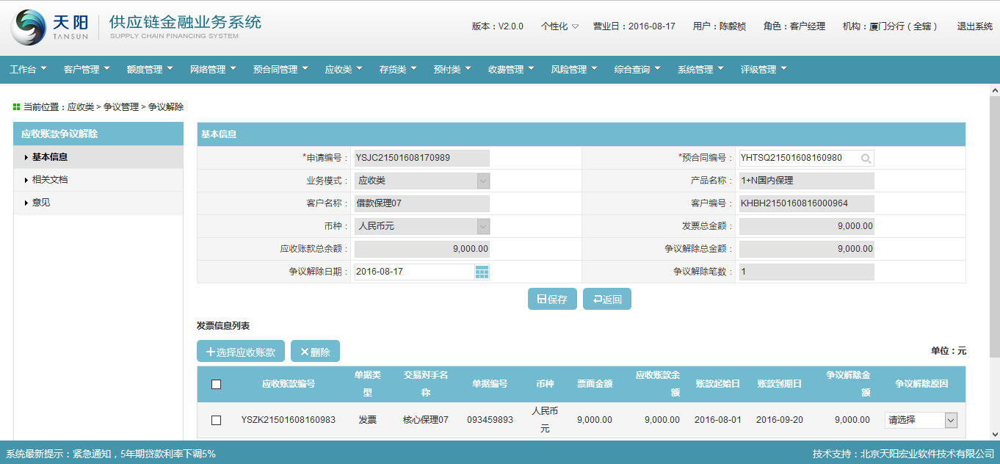 天阳 TANSUN 供应链金融业务系统
SUPPLY CHAIN FINANCING SYSTEM
版本：V2.0.0 个性化 营业日：2016-08-17 用户：陈毅桢 角色：客户经理 机构：厦门分行（全辖） 退出系统
工作台 客户管理 额度管理 网络管理 预合同管理 应收类 存货类 预付类 收费管理 风险管理 综合查询 系统管理 评级管理
当前位置：应收类 > 争议管理 > 争议解除
应收账款争议解除
基本信息
相关文档
意见
基本信息
*申请编号： YSJC21501608170989 *预合同编号： YHTSQ21501608160980
业务模式： 应收类 产品名称： 1+N国内保理
客户名称： 借款保理07 客户编号： KHBH2150160816000964
币种： 人民币元 发票总金额： 9,000.00
应收账款总余额： 9,000.00 争议解除总金额： 9,000.00
争议解除日期： 2016-08-17 争议解除笔数： 1
保存 返回
发票信息列表
选择应收账款 删除 单位：元
应收账款编号 单据类型 交易对手名称 单据编号 币种 票面金额 应收账款余额 账款起始日 账款到期日 争议解除金额 争议解除原因
YSZK21501608160983 发票 核心保理07 093459893 人民币元 9,000.00 9,000.00 2016-08-01 2016-09-20 9,000.00 请选择
系统最新提示：紧急通知，5年期贷款利率下调5% 技术支持：北京天阳宏业软件技术有限公司